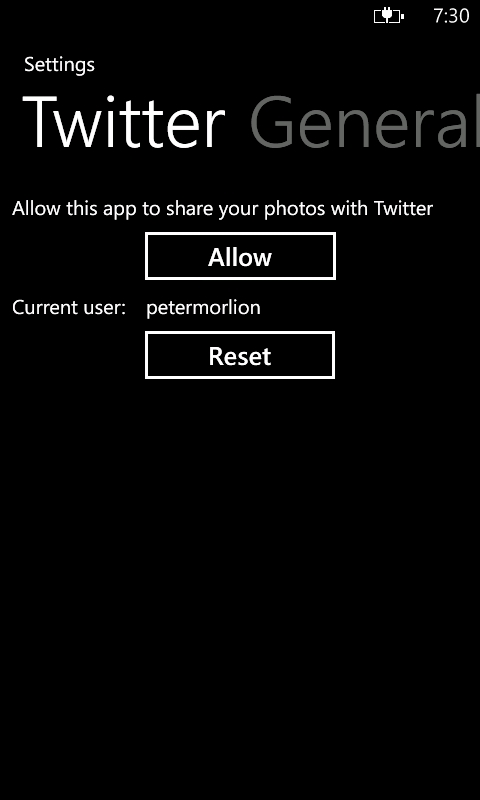 7:30
Settings
Twitter General
Allow this app to share your photos with Twitter
Allow
Current user: petermorlion
Reset